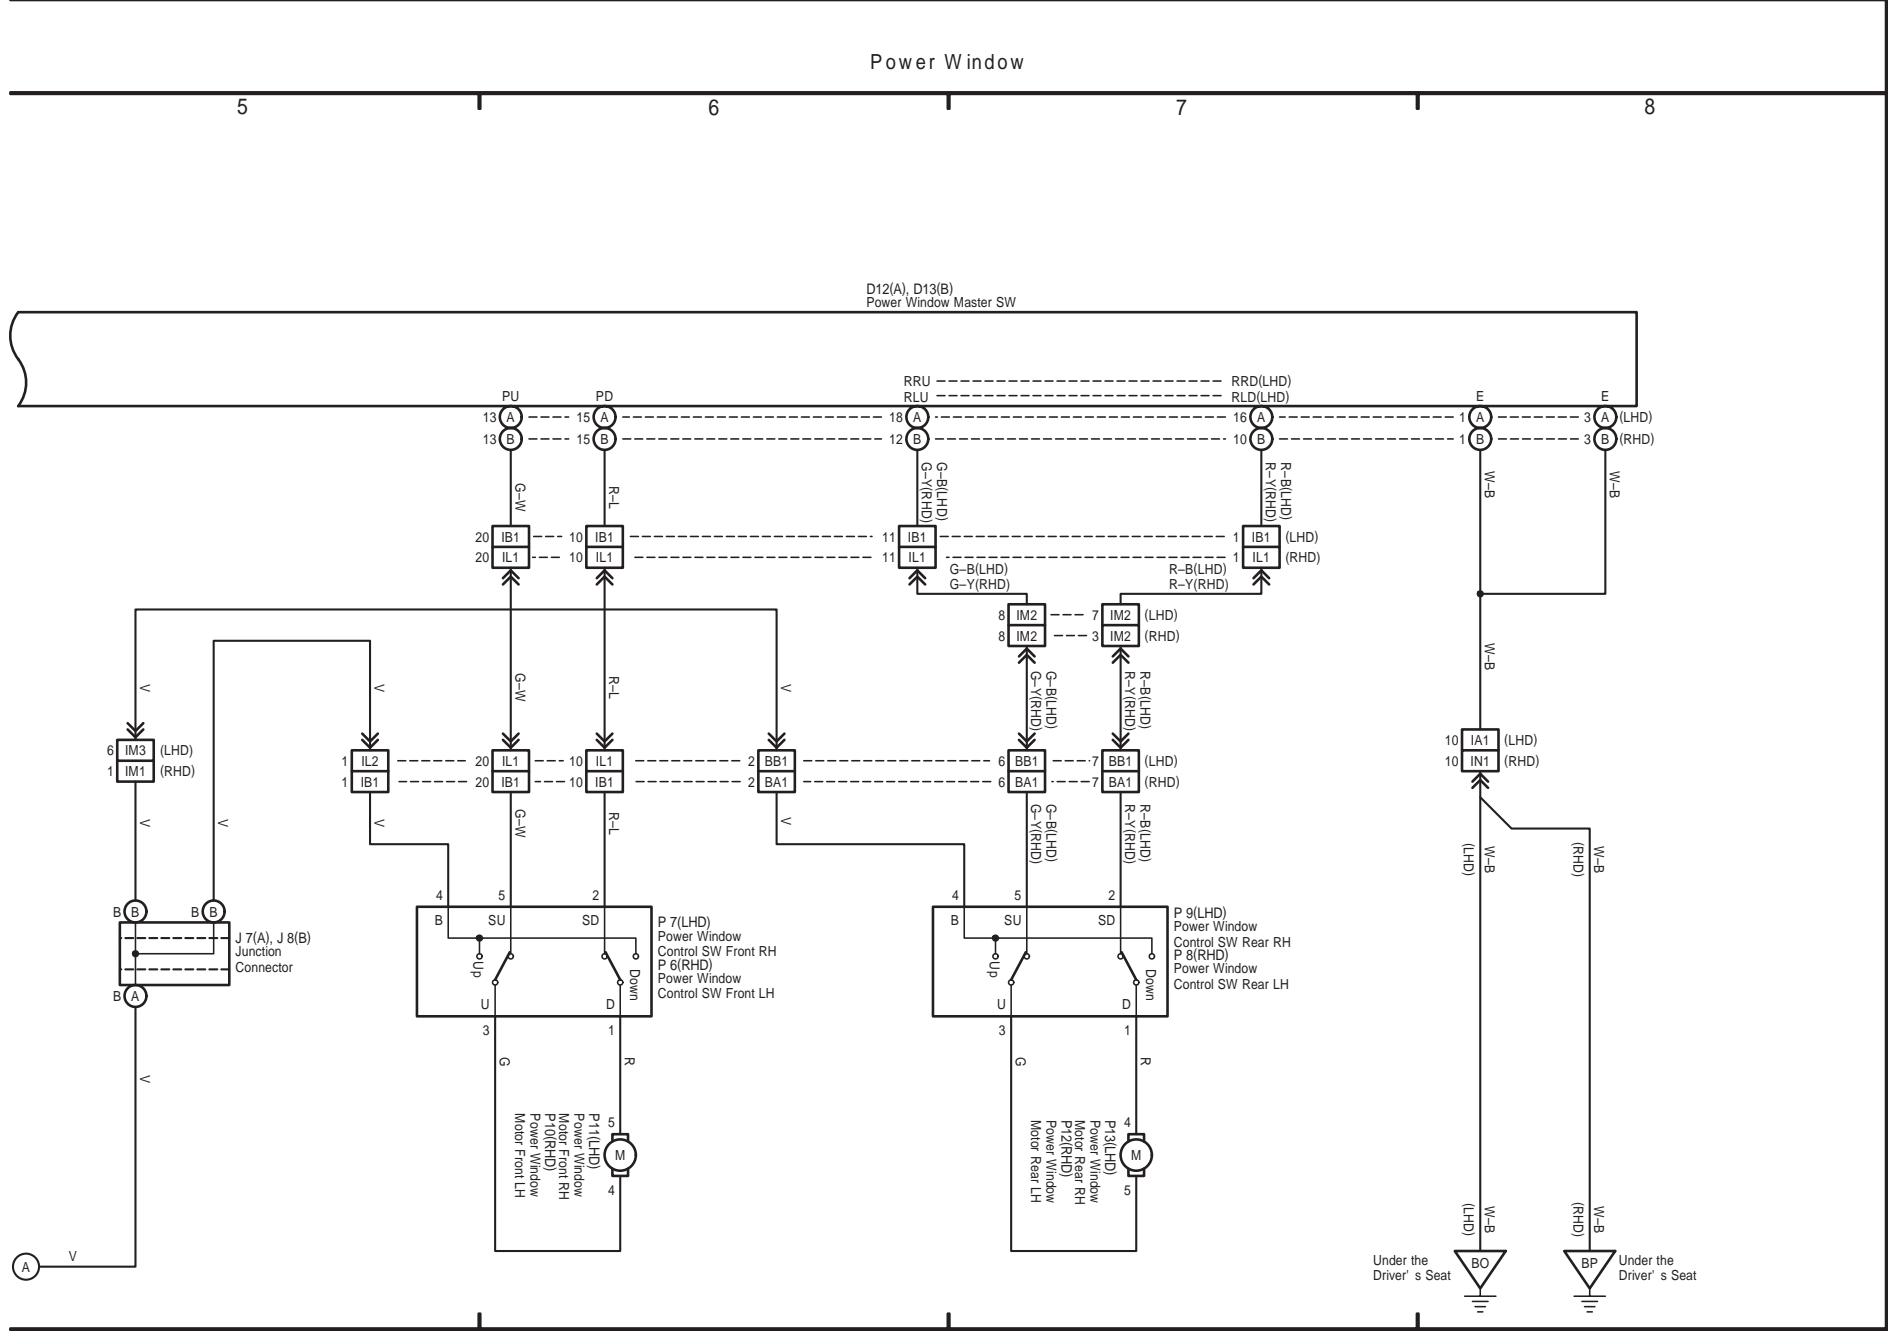 Power Window
5 6 7 8
D12(A), D13(B)
Power Window Master SW
RRU RRD(LHD)
PU PD RLU RLD(LHD) E E
13 A 15 A 18 A 16 A 1 A 3 A (LHD)
13 B 15 B 12 B 10 B 1 B 3 B (RHD)
G–W
R–L
G–B(LHD)
G–Y(RHD)
R–B(LHD)
R–Y(RHD)
W–B
W–B
20 IB1 10 IB1 11 IB1 1 IB1 (LHD)
20 IL1 10 IL1 11 IL1 1 IL1 (RHD)
G–B(LHD) R–B(LHD)
G–Y(RHD) R–Y(RHD)
8 IM2 7 IM2 (LHD)
8 IM2 3 IM2 (RHD)
V
V
G–W
R–L
V
G–B(LHD)
G–Y(RHD)
R–B(LHD)
R–Y(RHD)
W–B
6 IM3 (LHD)
1 IM1 (RHD)
1 IL2 20 IL1 10 IL1 2 BB1 6 BB1 7 BB1 (LHD)
1 IB1 20 IB1 10 IB1 2 BA1 6 BA1 7 BA1 (RHD)
10 IA1 (LHD)
10 IN1 (RHD)
V
V
G–W
R–L
V
G–B(LHD)
G–Y(RHD)
R–B(LHD)
R–Y(RHD)
W–B
(LHD)
W–B
(RHD)
B B B B
J 7(A), J 8(B)
Junction
Connector
B A
4 5 2
B SU SD
Up
Down
U D
3 1
P 7(LHD)
Power Window
Control SW Front RH
P 6(RHD)
Power Window
Control SW Front LH
4 5 2
B SU SD
Up
Down
U D
3 1
P 9(LHD)
Power Window
Control SW Rear RH
P 8(RHD)
Power Window
Control SW Rear LH
V
G R
G R
P11(LHD)
Power Window
Motor Front RH
P10(RHD)
Power Window
Motor Front LH
5
M
4
P13(LHD)
Power Window
Motor Rear RH
P12(RHD)
Power Window
Motor Rear LH
4
M
5
W–B
(LHD)
W–B
(RHD)
A V
Under the
Driver' s Seat
BO
BP
Under the
Driver' s Seat